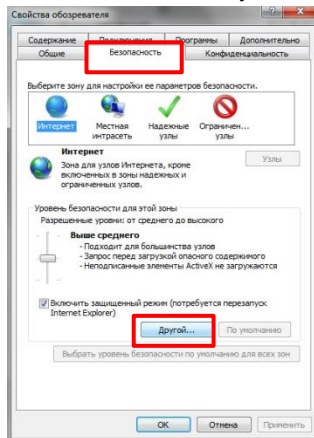 Свойства обозревателя
Содержание Подключения Программы Дополнительно
Общие Безопасность Конфиденциальность
Выберите зону для настройки ее параметров безопасности.
Интернет Местная интрасеть Надежные узлы Ограничен... узлы
Интернет
Зона для узлов Интернета, кроме
включенных в зоны надежных и
ограниченных узлов.
Узлы
Уровень безопасности для этой зоны
Разрешенные уровни: от среднего до высокого
Выше среднего
- Подходит для большинства узлов
- Запрос перед загрузкой опасного содержимого
- Неподписанные элементы ActiveX не загружаются
Включить защищенный режим (потребуется перезапуск
Internet Explorer)
Другой... По умолчанию
Выбрать уровень безопасности по умолчанию для всех зон
OK Отмена Применить